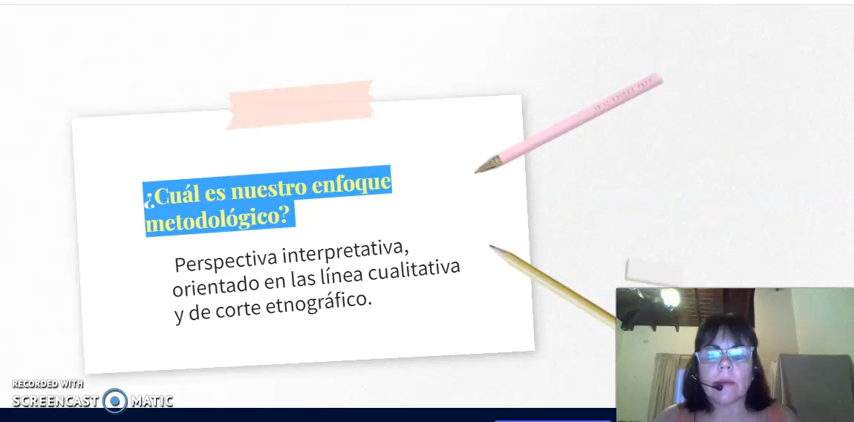 ¿Cuál es nuestro enfoque
metodológico?
Perspectiva interpretativa,
orientado en las línea cualitativa
y de corte etnográfico.
RECORDED WITH
SCREENCAST MATIC